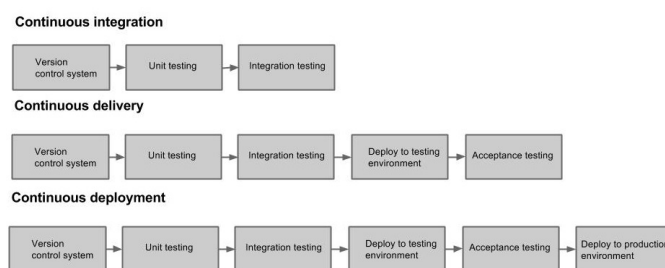 Continuous integration
Version
control system
Unit testing
Integration testing
Continuous delivery
Version
control system
Unit testing
Integration testing
Deploy to testing
environment
Acceptance testing
Continuous deployment
Version
control system
Unit testing
Integration testing
Deploy to testing
environment
Acceptance testing
Deploy to production
environment